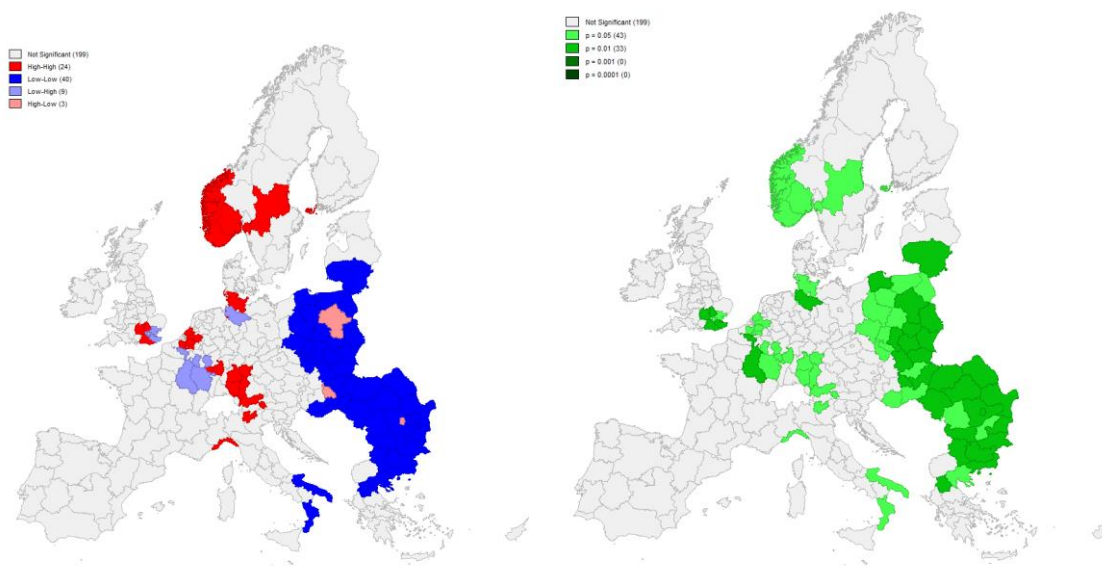 Not Significant (199)
High-High (24)
Low-Low (40)
Low-High (9)
High-Low (3)
Not Significant (199)
p = 0.05 (43)
p = 0.01 (33)
p = 0.001 (0)
p = 0.0001 (0)